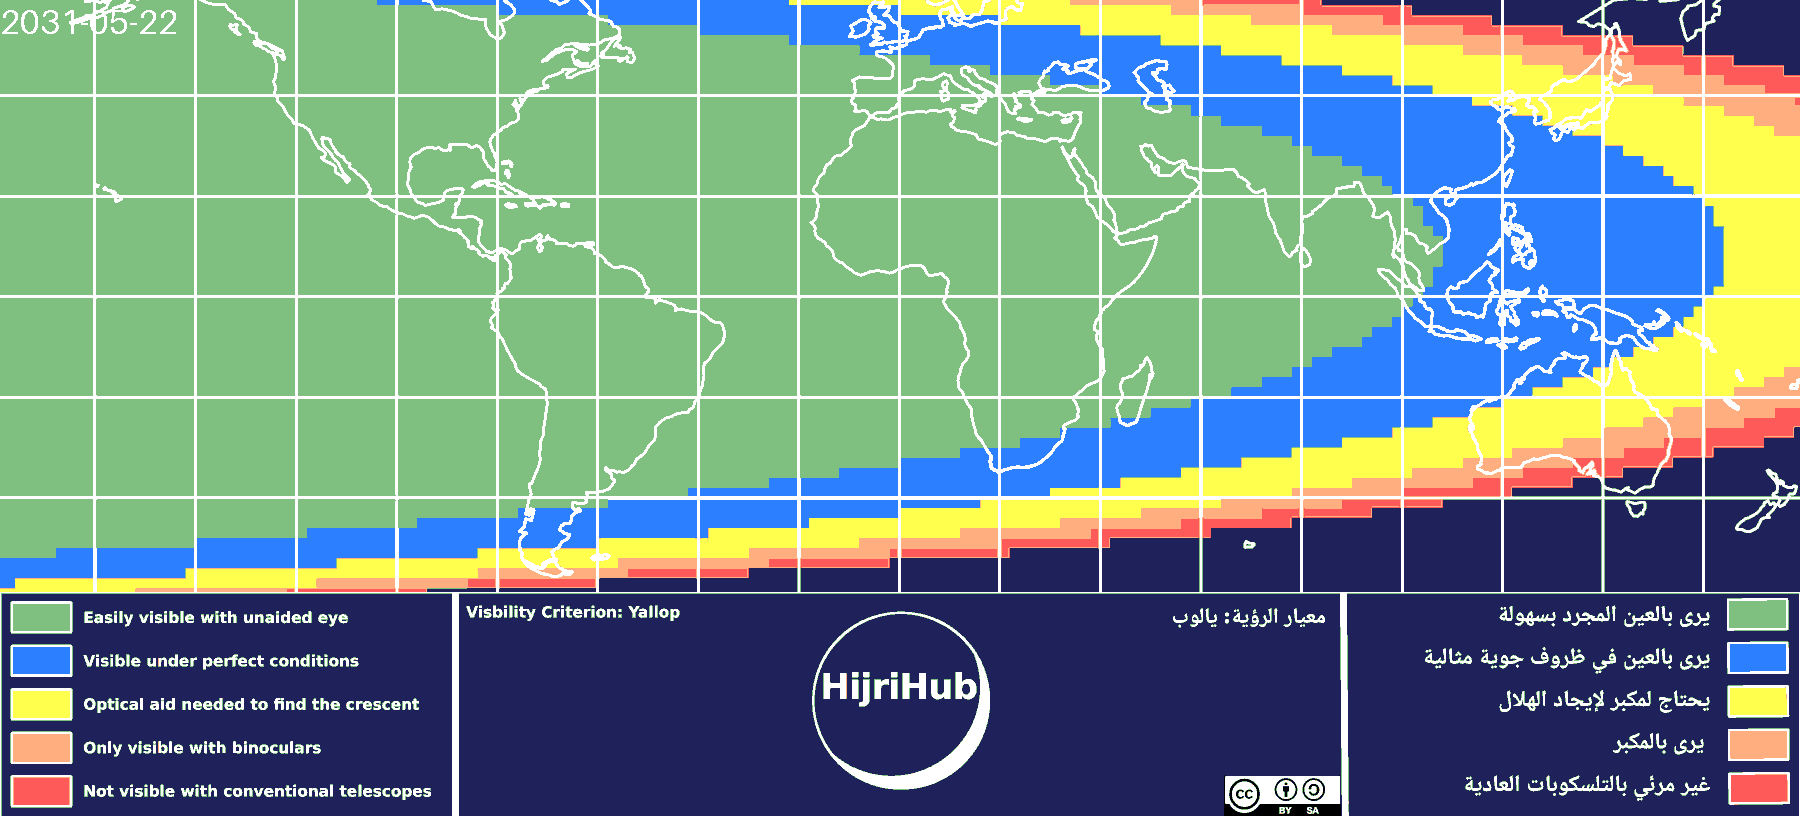 2031-05-22
Easily visible with unaided eye
Visible under perfect conditions
Optical aid needed to find the crescent
Only visible with binoculars
Not visible with conventional telescopes
Visbility Criterion: Yallop
معيار الرؤية: يالوب
HijriHub
cc
BY SA
يرى بالعين المجرد بسهولة
يرى بالعين في ظروف جوية مثالية
يحتاج لمكبر لإيجاد الهلال
يرى بالمكبر
غير مرئي بالتلسكوبات العادية